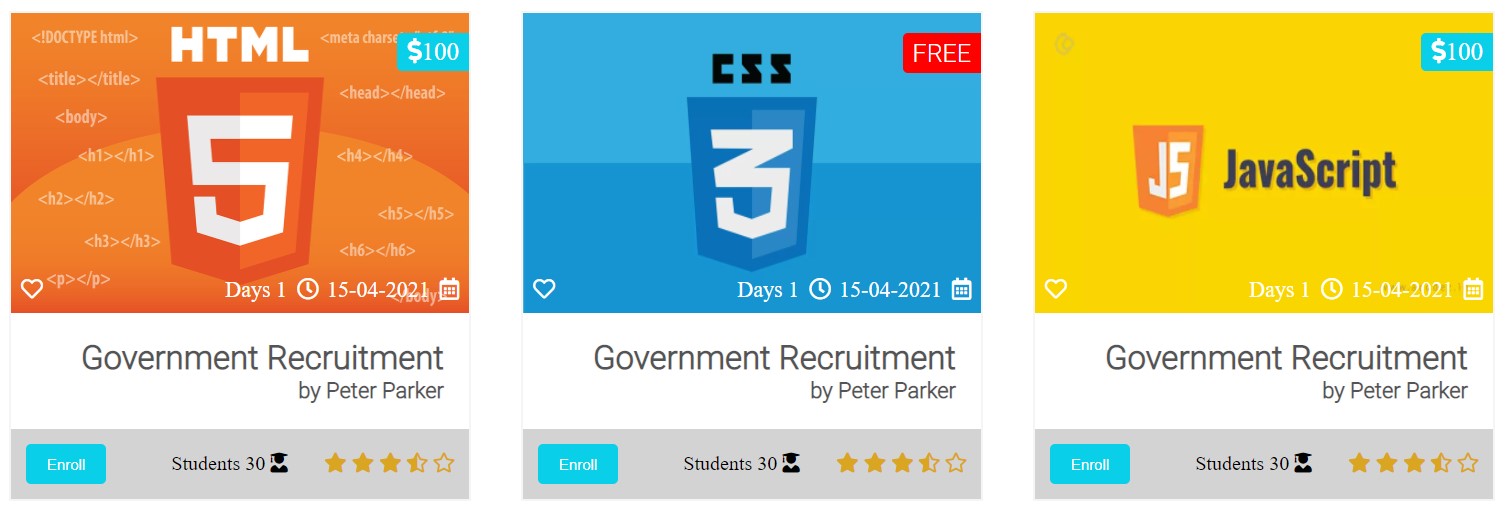 <!DOCTYPE html>
HTML
$100
<title></title>
<head></head>
<body>
<h1></h1>
<h4></h4>
5
<h2></h2>
<h5></h5>
<h3></h3>
<h6></h6>
<p></p>
Days 1 15-04-2021
Government Recruitment
by Peter Parker
Enroll Students 30
FREE
CSS
3
Days 1 15-04-2021
Government Recruitment
by Peter Parker
Enroll Students 30
$100
JS JavaScript
Days 1 15-04-2021
Government Recruitment
by Peter Parker
Enroll Students 30